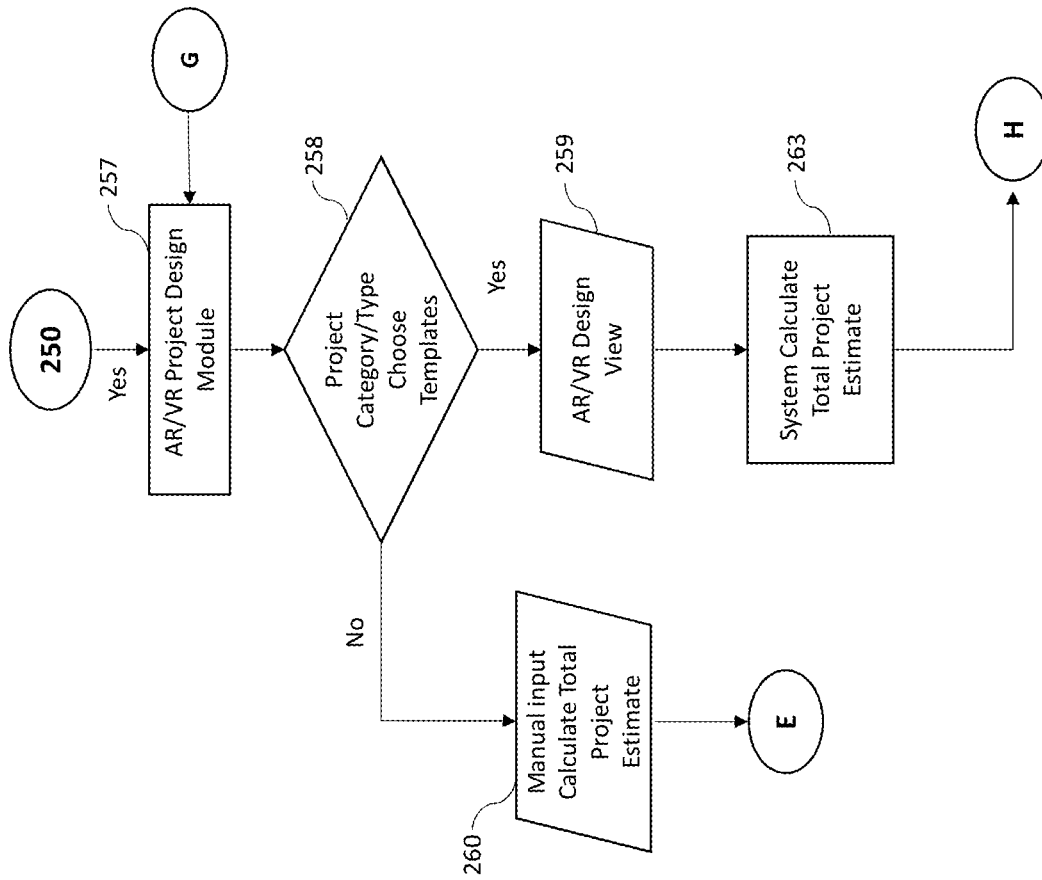 250
Yes
257
AR/VR Project Design
Module
G
258
Project
Category/Type
Choose
Templates
No
Yes
259
AR/VR Design
View
260
Manual input
Calculate Total
Project
Estimate
263
System Calculate
Total Project
Estimate
E
H